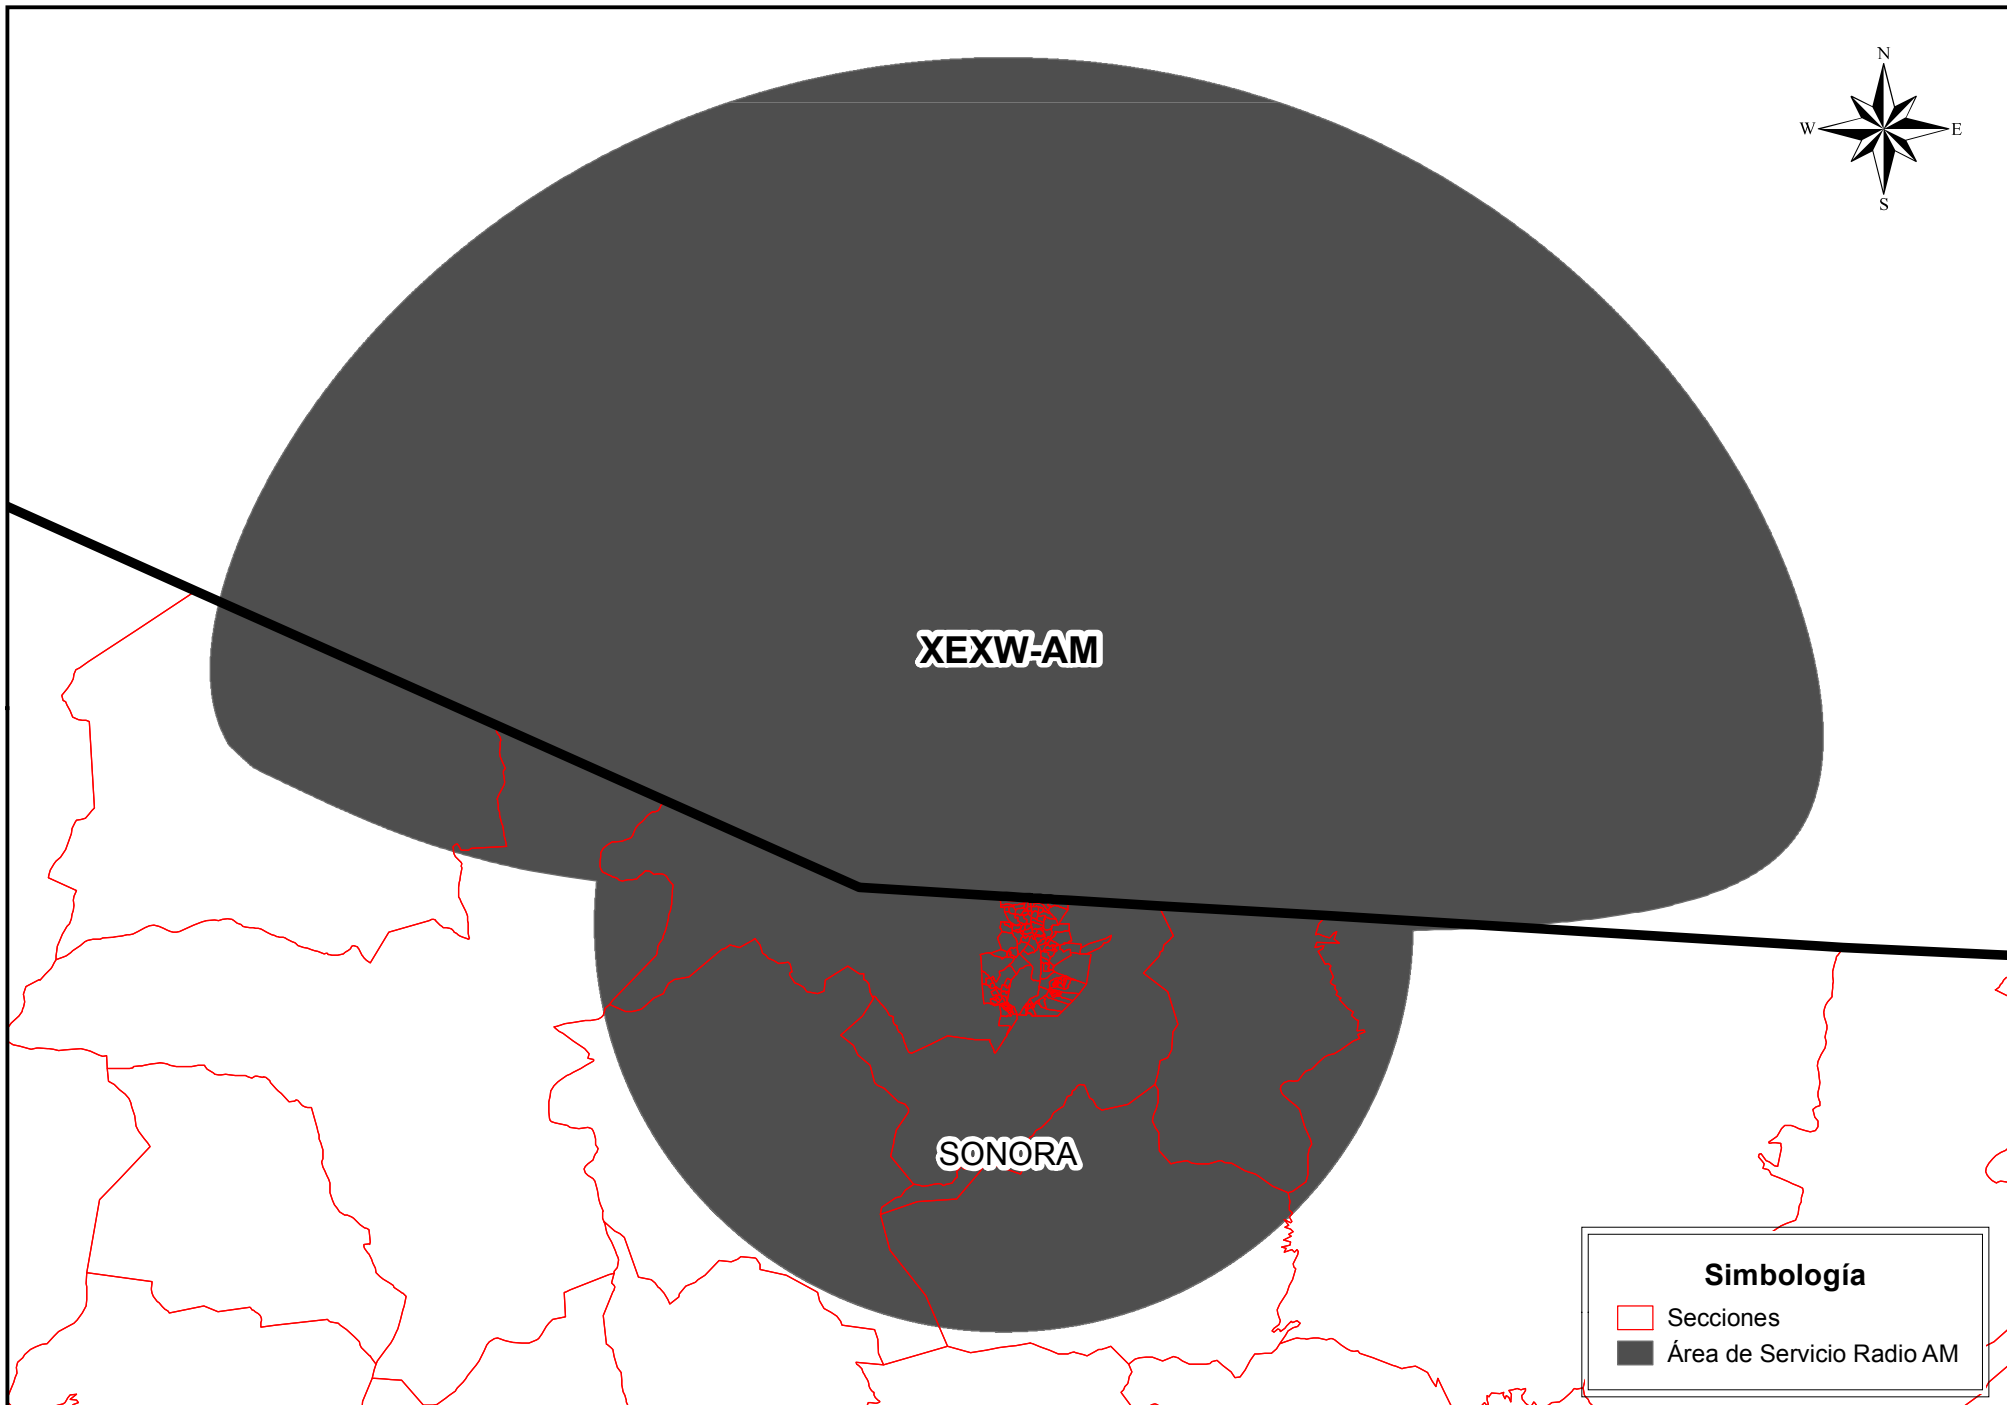 N
W E
S
XEXW-AM
SONORA
Simbología
Secciones
Área de Servicio Radio AM